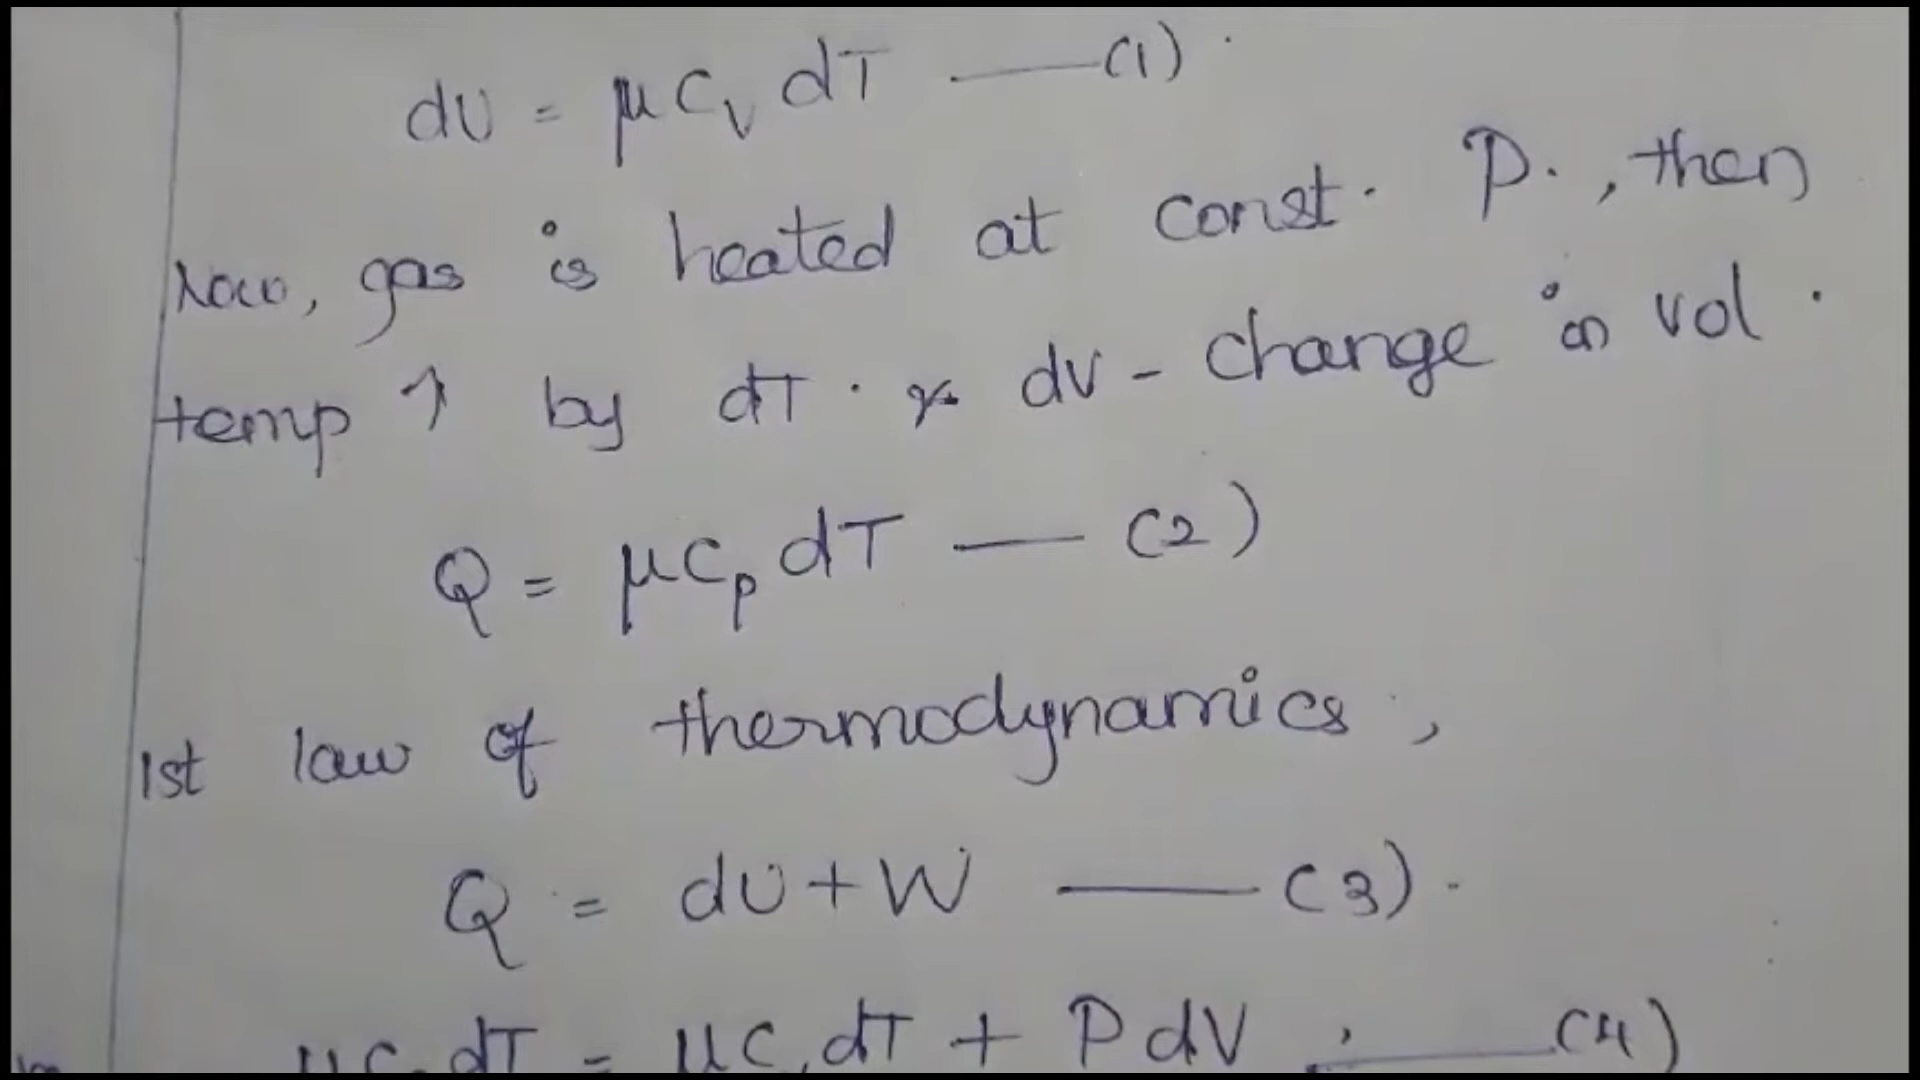 dU = μCv dT —(1).
Now, gas is heated at const. P., then
temp ↑ by dT. & dV - change in vol.
Q = μCp dT — (2)
1st law of thermodynamics,
Q = dU + W — (3).
μCp dT = μCv dT + PdV. — (4)